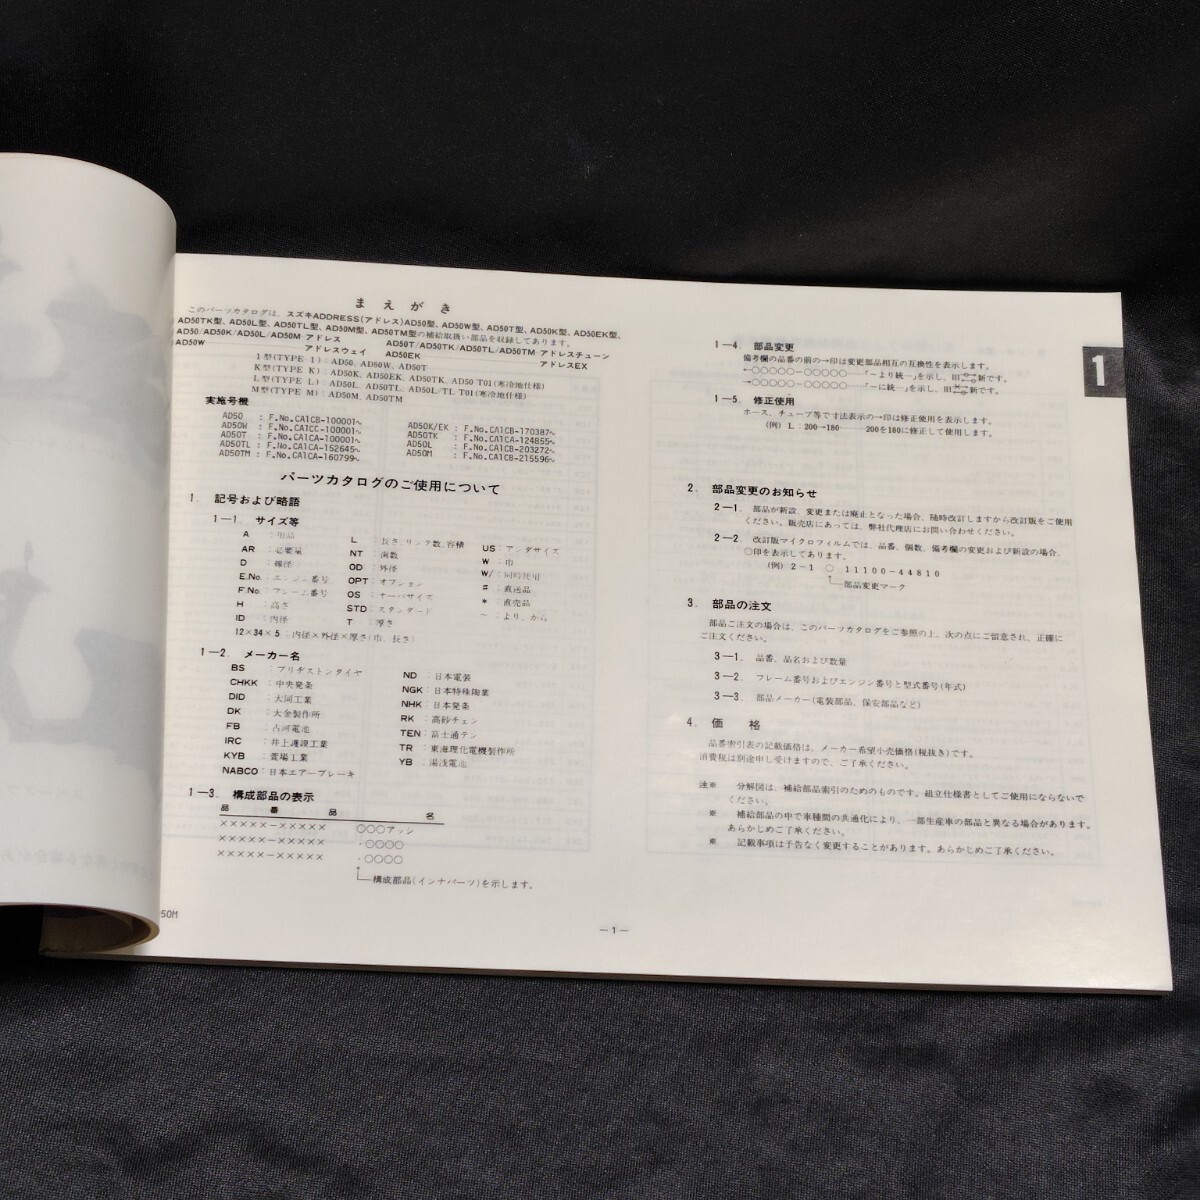 まえがき
このパーツカタログは、スズキADDRESS(アドレス)AD50型、AD50W型、AD50T型、AD50K型、AD50EK型、
AD50TK型、AD50L型、AD50TL型、AD50M型、AD50TM型の補給取扱い部品を収録してあります。
AD50/AD50K/AD50L/AD50M アドレス AD50T/AD50TK/AD50TL/AD50TM アドレスチューン
AD50W アドレスウェイ AD50EK アドレスEX
1型(TYPE 1):AD50、AD50W、AD50T
K型(TYPE K):AD50K、AD50EK、AD50TK、AD50 T01(寒冷地仕様)
L型(TYPE L):AD50L、AD50TL、AD50L/TL T01(寒冷地仕様)
M型(TYPE M):AD50M、AD50TM
実施号機
AD50 : F.No.CA1CB-100001~
AD50W : F.No.CA1CC-100001~
AD50T : F.No.CA1CA-100001~
AD50TL : F.No.CA1CA-152645~
AD50TM : F.No.CA1CA-160799~
AD50K/EK : F.No.CA1CB-170387~
AD50TK : F.No.CA1CA-124855~
AD50L : F.No.CA1CB-203272~
AD50M : F.No.CA1CB-215596~
パーツカタログのご使用について
1. 記号および略語
1-1 サイズ等
A :用品
AR :必要量
D :線径
E.No. :エンジン番号
F.No. :フレーム番号
H :高さ
ID :内径
12×34×5:内径×外径×厚さ(巾、長さ)
L :長さ、リンク数、容積
NT :歯数
OD :外径
OPT :オプション
OS :オーバサイズ
STD :スタンダード
T :厚さ
US :アンダサイズ
W :巾
W/ :同時使用
# :直送品
* :直売品
~ :より、から
1-2. メーカー名
BS :ブリヂストンタイヤ
CHKK :中央発条
DID :大同工業
DK :大金製作所
FB :古河電池
IRC :井上護謨工業
KYB :萱場工業
NABCO:日本エアーブレーキ
ND :日本電装
NGK :日本特殊陶業
NHK :日本発条
RK :高砂チェン
TEN :富士通テン
TR :東海理化電機製作所
YB :湯浅電池
1-3. 構成部品の表示
品 番 品 名
×××××-××××× ○○○アッシ
×××××-××××× ・○○○○
×××××-××××× ・○○○○
構成部品(インナパーツ)を示します。
50M
1-4. 部品変更
備考欄の品番の前の→印は変更部品相互の互換性を表示します。
←○○○○○-○○○○○……「~より統一」を示し、旧 新です。
→○○○○○-○○○○○……「~に統一」を示し、旧 新です。
1-5. 修正使用
ホース、チューブ等で寸法表示の→印は修正使用を表示します。
(例) L:200→180……200を180に修正して使用します。
2. 部品変更のお知らせ
2-1. 部品が新設、変更または廃止となった場合、随時改訂しますから改訂版をご使用
ください。販売店にあっては、弊社代理店にお問い合わせください。
2-2. 改訂版マイクロフィルムでは、品番、個数、備考欄の変更および新設の場合、
○印を表示してあります。
(例) 2-1 ○ 11100-44810
部品変更マーク
3. 部品の注文
部品ご注文の場合は、このパーツカタログをご参照の上、次の点にご留意され、正確に
ご注文ください。
3-1. 品番、品名および数量
3-2. フレーム番号およびエンジン番号と型式番号(年式)
3-3. 部品メーカー(電装部品、保安部品など)
4. 価 格
品番索引表の記載価格は、メーカー希望小売価格(税抜き)です。
消費税は別途申し受けますので、ご了承ください。
注※ 分解図は、補給部品索引のためのものです。組立仕様書としてご使用にならないで
ください。
※ 補給部品の中で車種間の共通化により、一部生産車の部品と異なる場合があります。
あらかじめご了承ください。
※ 記載事項は予告なく変更することがあります。あらかじめご了承ください。
1
—1—